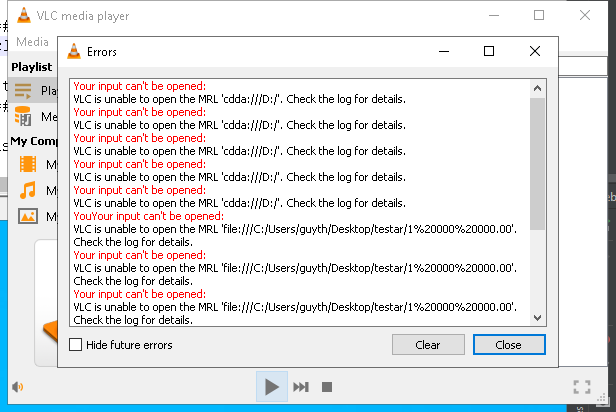 VLC media player
Media
Errors
Playlist
Pla
Me
My Comp
My
My
My
Your input can't be opened:
VLC is unable to open the MRL 'cdda:///D:/'. Check the log for details.
Your input can't be opened:
VLC is unable to open the MRL 'cdda:///D:/'. Check the log for details.
Your input can't be opened:
VLC is unable to open the MRL 'cdda:///D:/'. Check the log for details.
Your input can't be opened:
VLC is unable to open the MRL 'cdda:///D:/'. Check the log for details.
Your input can't be opened:
VLC is unable to open the MRL 'cdda:///D:/'. Check the log for details.
YouYour input can't be opened:
VLC is unable to open the MRL 'file:///C:/Users/guyth/Desktop/testar/1%20000%20000.00'.
Check the log for details.
Your input can't be opened:
VLC is unable to open the MRL 'file:///C:/Users/guyth/Desktop/testar/1%20000%20000.00'.
Check the log for details.
Your input can't be opened:
VLC is unable to open the MRL 'file:///C:/Users/guyth/Desktop/testar/1%20000%20000.00'.
Check the log for details.
Hide future errors
Clear
Close